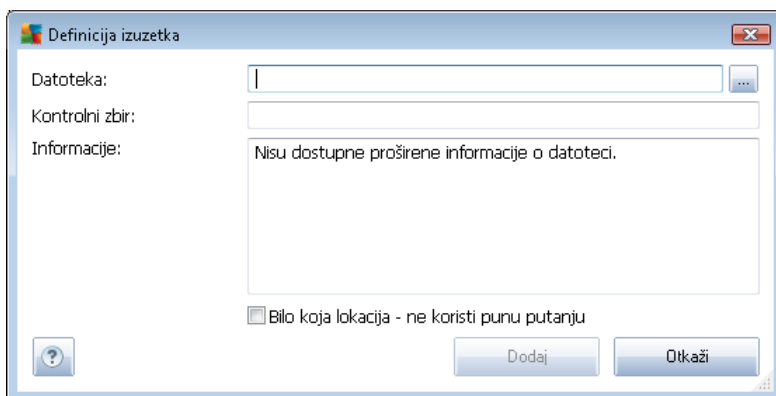 Definicija izuzetka
Datoteka:
...
Kontrolni zbir:
Informacije:
Nisu dostupne proširene informacije o datoteci.
Bilo koja lokacija - ne koristi punu putanju
?
Dodaj
Otkaži